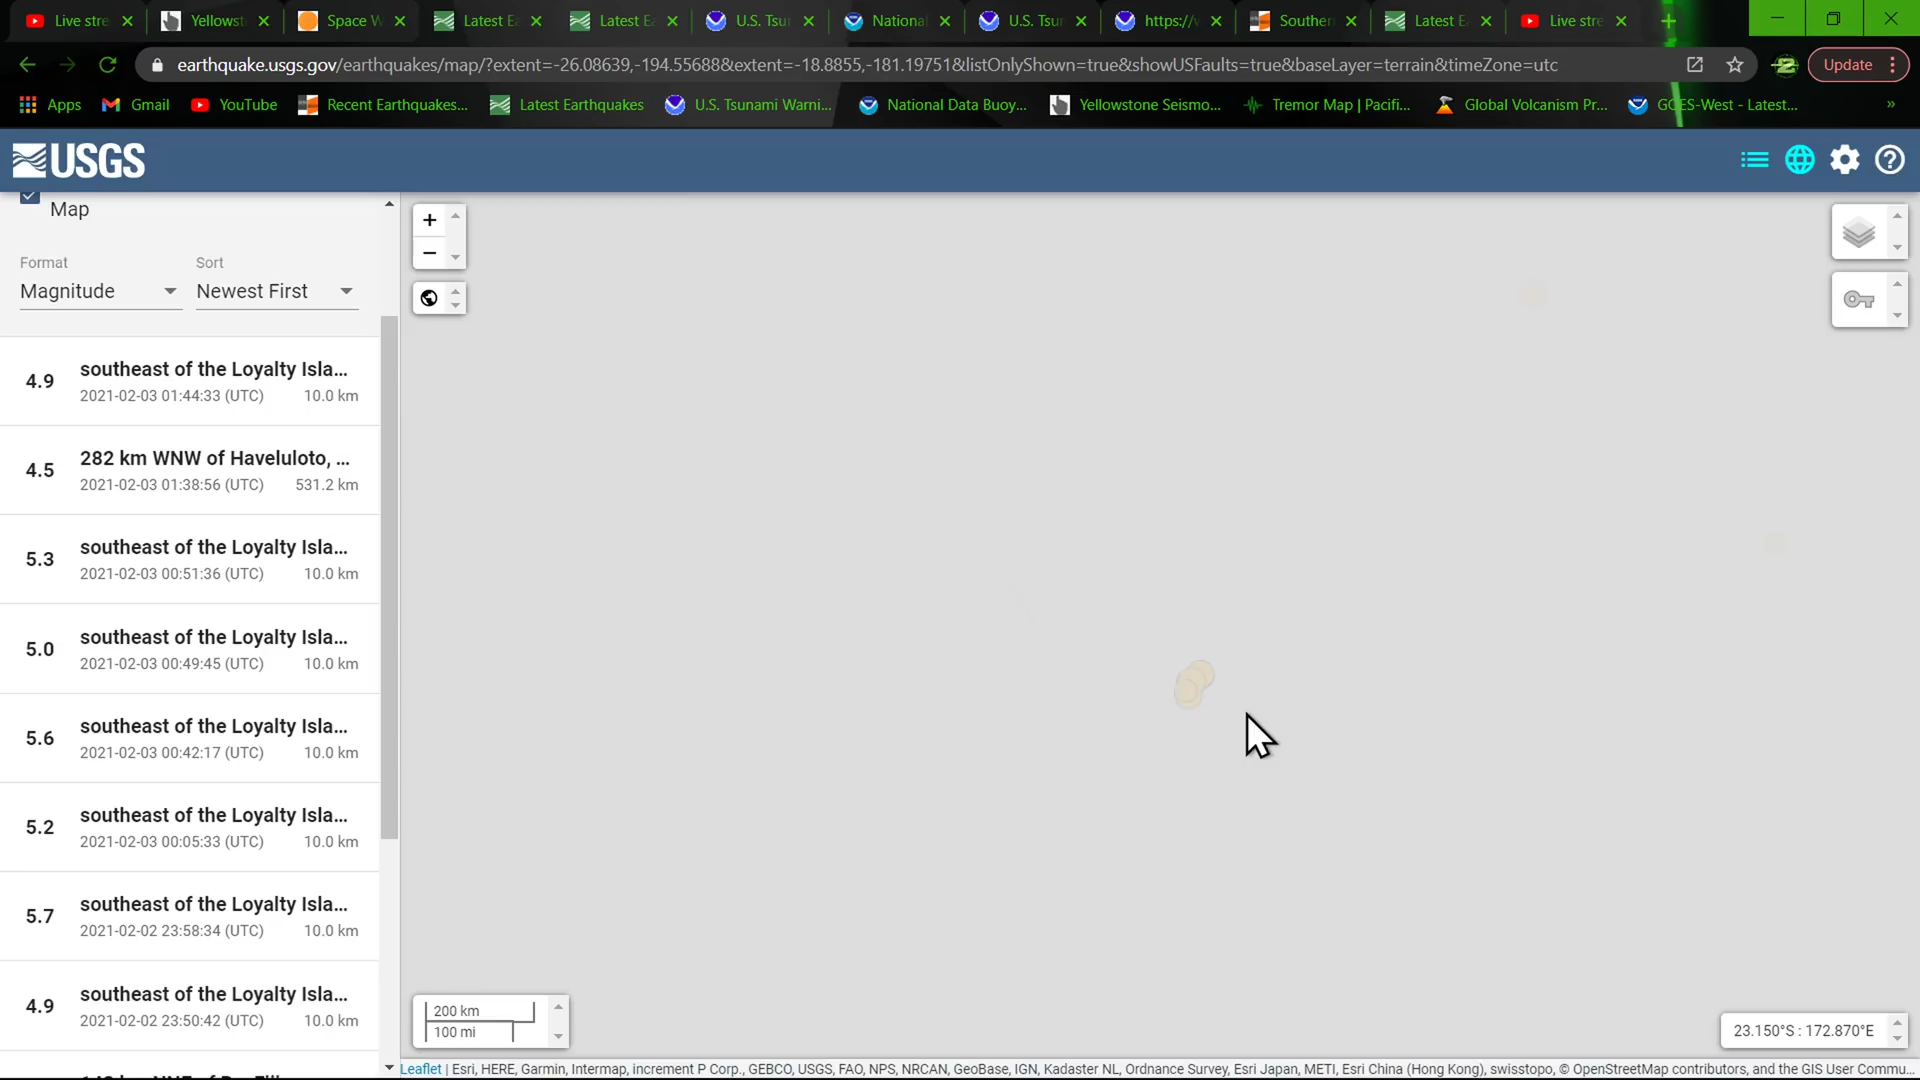 Live stre
Yellowst
Space W
Latest E
Latest Ea
U.S. Tsu
National
U.S. Tsur
https://v
Souther
Latest E
Live stre
earthquake.usgs.gov/earthquakes/map/?extent=-26.08639,-194.55688&extent=-18.8855,-181.19751&listOnlyShown=true&showUSFaults=true&baseLayer=terrain&timeZone=utc
Update
Apps
Gmail
YouTube
Recent Earthquakes...
Latest Earthquakes
U.S. Tsunami Warni...
National Data Buoy...
Yellowstone Seismo...
Tremor Map | Pacifi...
Global Volcanism Pr...
GOES-West - Latest...
»
USGS
Map
Format
Sort
Magnitude
Newest First
4.9
southeast of the Loyalty Isla...
2021-02-03 01:44:33 (UTC) 10.0 km
4.5
282 km WNW of Haveluloto, ...
2021-02-03 01:38:56 (UTC) 531.2 km
5.3
southeast of the Loyalty Isla...
2021-02-03 00:51:36 (UTC) 10.0 km
5.0
southeast of the Loyalty Isla...
2021-02-03 00:49:45 (UTC) 10.0 km
5.6
southeast of the Loyalty Isla...
2021-02-03 00:42:17 (UTC) 10.0 km
5.2
southeast of the Loyalty Isla...
2021-02-03 00:05:33 (UTC) 10.0 km
5.7
southeast of the Loyalty Isla...
2021-02-02 23:58:34 (UTC) 10.0 km
4.9
southeast of the Loyalty Isla...
2021-02-02 23:50:42 (UTC) 10.0 km
+
−
200 km
100 mi
23.150°S : 172.870°E
Leaflet | Esri, HERE, Garmin, Intermap, increment P Corp., GEBCO, USGS, FAO, NPS, NRCAN, GeoBase, IGN, Kadaster NL, Ordnance Survey, Esri Japan, METI, Esri China (Hong Kong), swisstopo, © OpenStreetMap contributors, and the GIS User Commu...